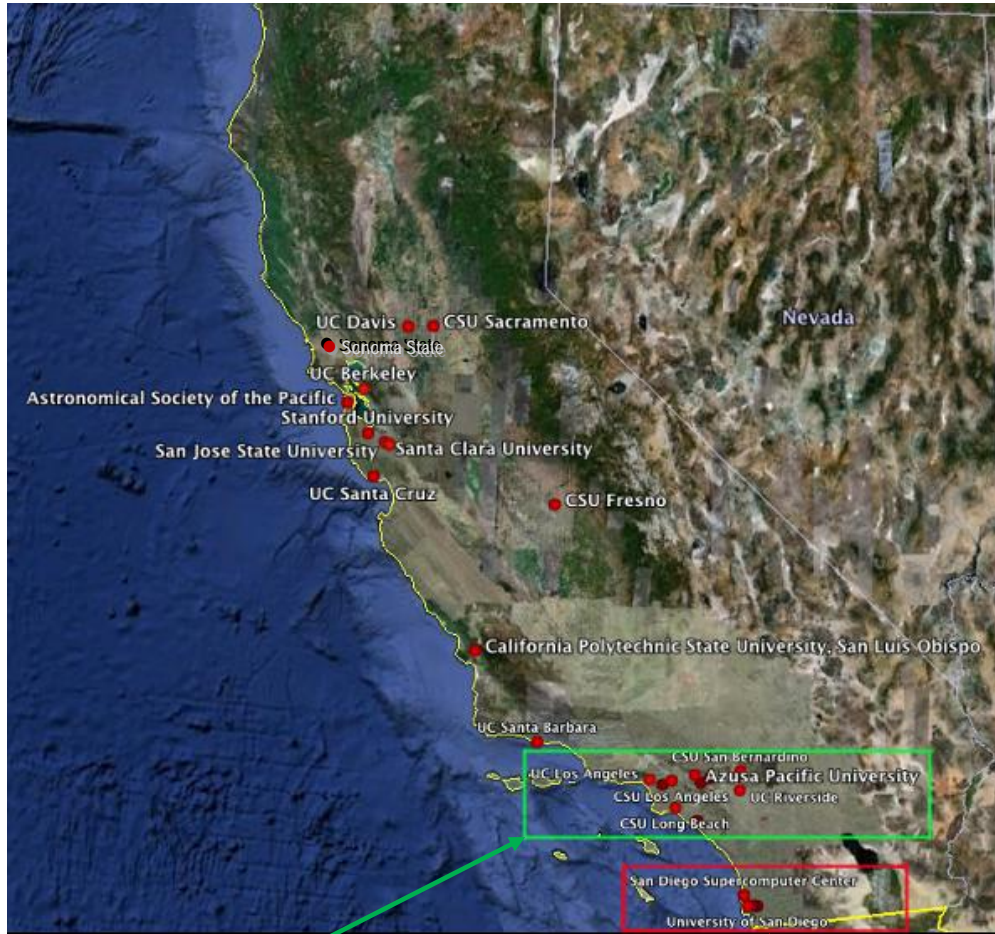 Nevada
UC Davis
CSU Sacramento
Sonoma State
UC Berkeley
Astronomical Society of the Pacific
Stanford University
San Jose State University
Santa Clara University
UC Santa Cruz
CSU Fresno
California Polytechnic State University, San Luis Obispo
UC Santa Barbara
CSU San Bernardino
UC Los Angeles
Azusa Pacific University
CSU Los Angeles
UC Riverside
CSU Long Beach
San Diego Supercomputer Center
University of San Diego